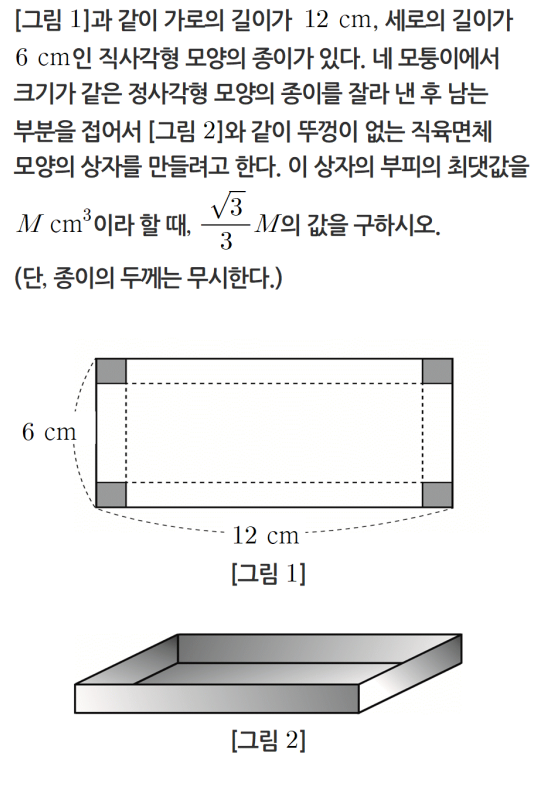 [그림 1]과 같이 가로의 길이가 12 cm, 세로의 길이가
6 cm인 직사각형 모양의 종이가 있다. 네 모퉁이에서
크기가 같은 정사각형 모양의 종이를 잘라 낸 후 남는
부분을 접어서 [그림 2]와 같이 뚜껑이 없는 직육면체
모양의 상자를 만들려고 한다. 이 상자의 부피의 최댓값을
M cm³이라 할 때, √3/3 M의 값을 구하시오.
(단, 종이의 두께는 무시한다.)
6 cm
12 cm
[그림 1]
[그림 2]